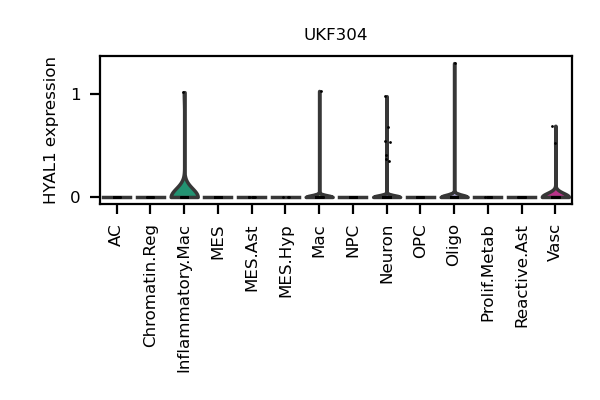 UKF304
HYAL1 expression
1
0
AC
Chromatin.Reg
Inflammatory.Mac
MES
MES.Ast
MES.Hyp
Mac
NPC
Neuron
OPC
Oligo
Prolif.Metab
Reactive.Ast
Vasc